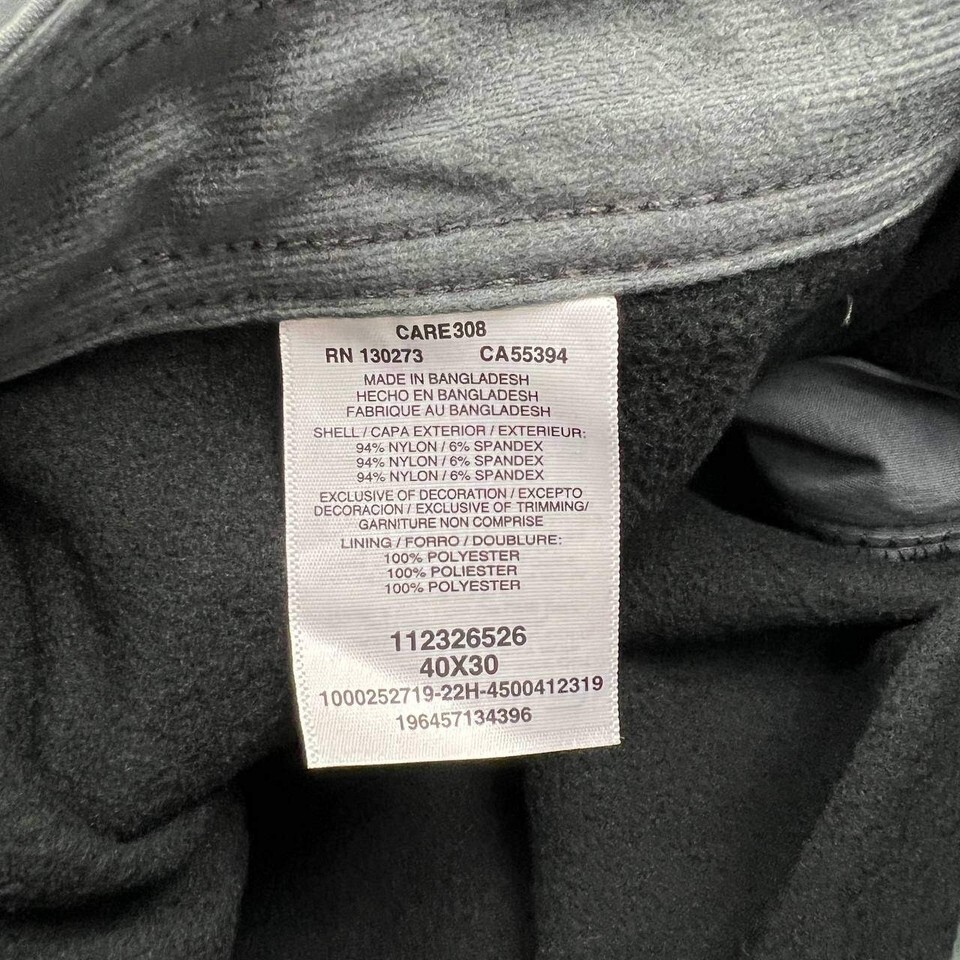 CARE308
RN 130273 CA55394
MADE IN BANGLADESH
HECHO EN BANGLADESH
FABRIQUE AU BANGLADESH
SHELL / CAPA EXTERIOR / EXTERIEUR:
94% NYLON / 6% SPANDEX
94% NYLON / 6% SPANDEX
94% NYLON / 6% SPANDEX
EXCLUSIVE OF DECORATION / EXCEPTO
DECORACION / EXCLUSIVE OF TRIMMING/
GARNITURE NON COMPRISE
LINING / FORRO / DOUBLURE:
100% POLYESTER
100% POLIESTER
100% POLYESTER
112326526
40X30
1000252719-22H-4500412319
196457134396